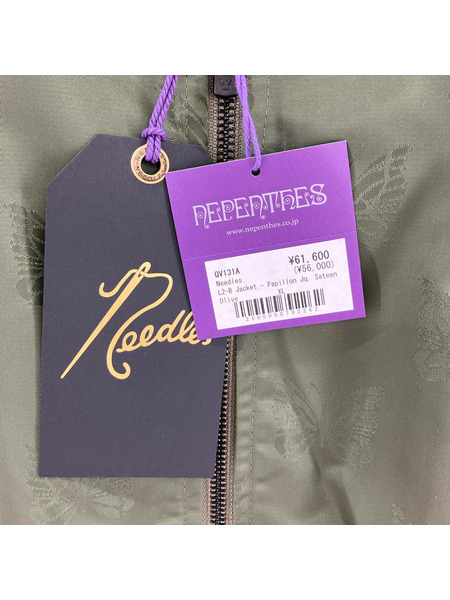 NEPENTHES
www.nepenthes.co.jp
QV131A
¥61,600
Needles
(¥56,000)
L2-B Jacket - Papillon Jq. Sateen
Olive
XL
Needles